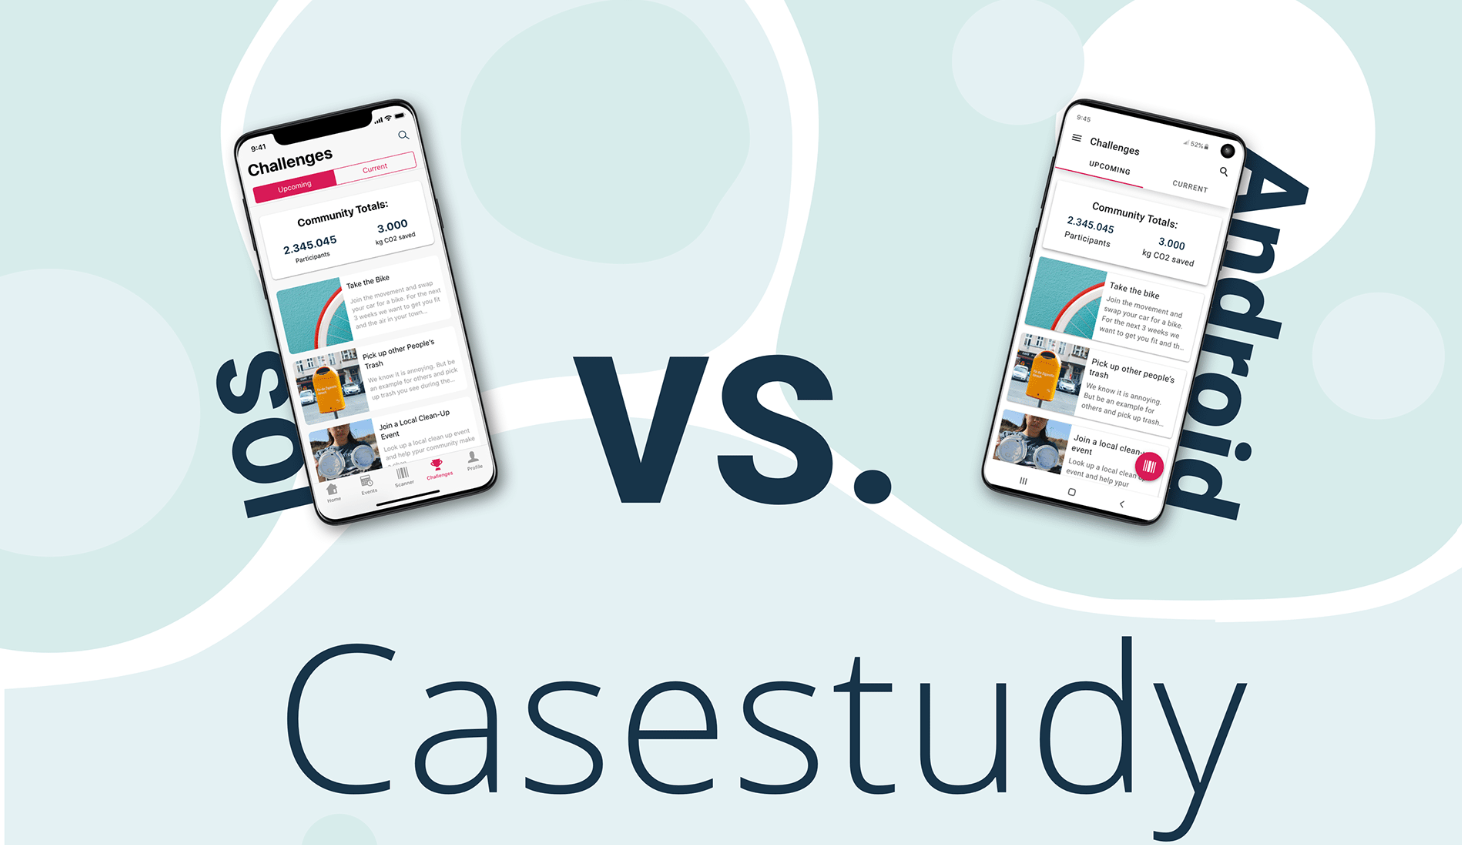 9:41
Challenges
Upcoming
Current
Community Totals:
2.345.045
Participants
3.000
kg CO2 saved
Take the Bike
Join the movement and swap
your car for a bike. For the next
3 weeks we want to get you fit
and the air in your town...
Pick up other People's
Trash
We know it is annoying. But be
an example for others and pick
up trash you see during the...
Join a Local Clean-Up
Event
Look up a local clean up event
and help your community make
Home
Events
Scanner
Challenges
Profile
IOS
vs.
9:45
52%
Challenges
UPCOMING
CURRENT
Community Totals:
2.345.045
Participants
3.000
kg CO2 saved
Take the bike
Join the movement and
swap your car for a bike.
For the next 3 weeks we
want to get you fit and th...
Pick up other people's
trash
We know it is annoying.
But be an example for
others and pick up trash...
Join a local clean-
event
Look up a local clean
event and help your
Android
Casestudy